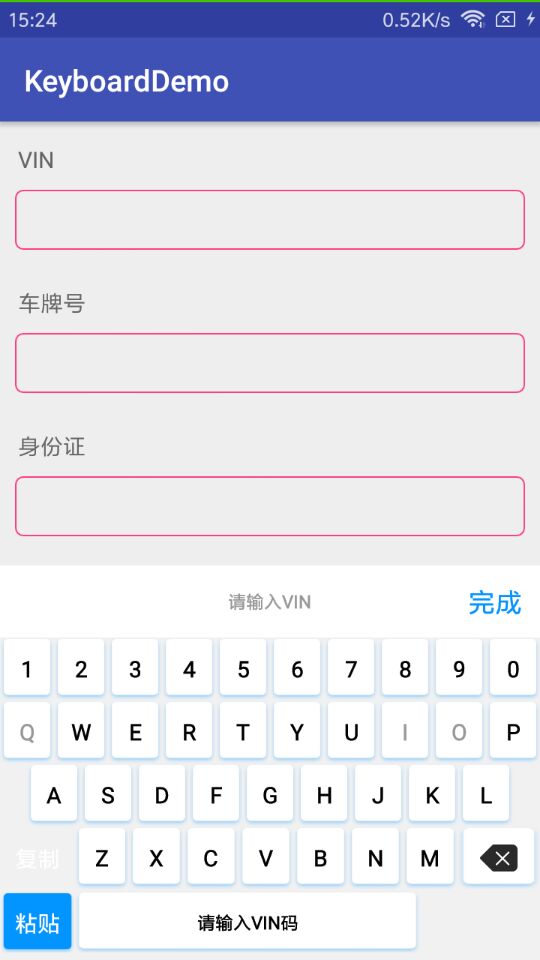 15:24 0.52K/s
KeyboardDemo
VIN
车牌号
身份证
请输入VIN 完成
1 2 3 4 5 6 7 8 9 0
Q W E R T Y U I O P
A S D F G H J K L
复制 Z X C V B N M
粘贴 请输入VIN码